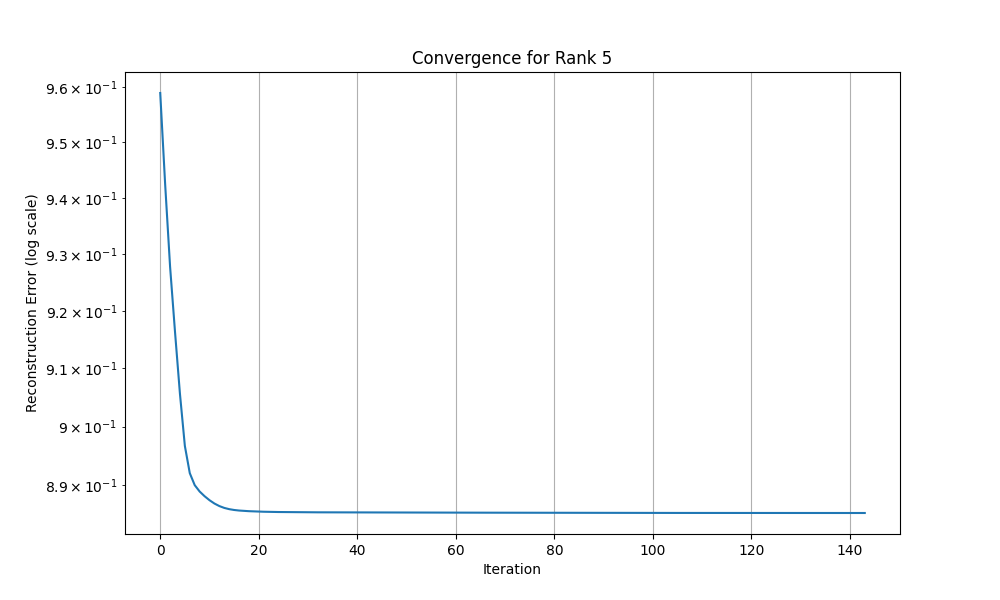 Convergence for Rank 5
Reconstruction Error (log scale)
9.6 × 10⁻¹
9.5 × 10⁻¹
9.4 × 10⁻¹
9.3 × 10⁻¹
9.2 × 10⁻¹
9.1 × 10⁻¹
9 × 10⁻¹
8.9 × 10⁻¹
0 20 40 60 80 100 120 140
Iteration